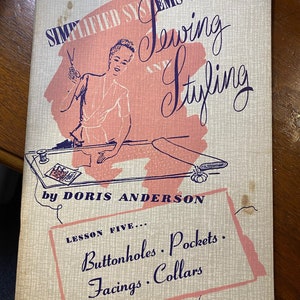 SIMPLIFIED SYSTEMS
Sewing
AND
Styling
by DORIS ANDERSON
LESSON FIVE...
Buttonholes · Pockets ·
Facings · Collars